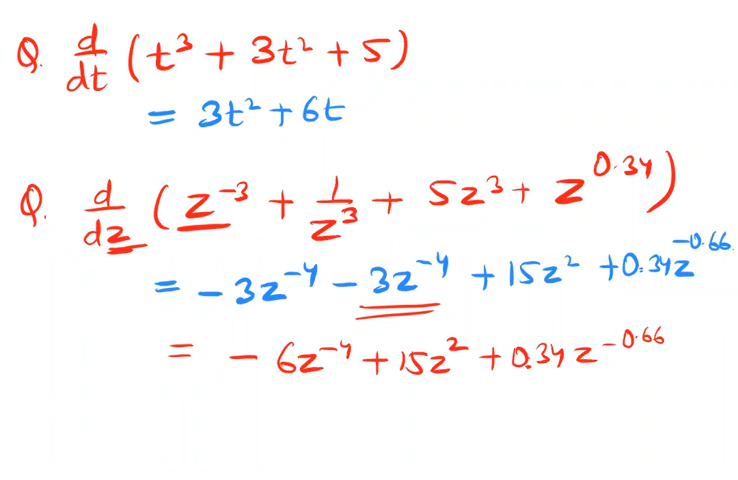 Q. d/dt (t³ + 3t² + 5)
= 3t² + 6t
Q. d/dz (z⁻³ + 1/z³ + 5z³ + z^0.34)
= -3z⁻⁴ - 3z⁻⁴ + 15z² + 0.34z^-0.66
= - 6z⁻⁴ + 15z² + 0.34 z^-0.66